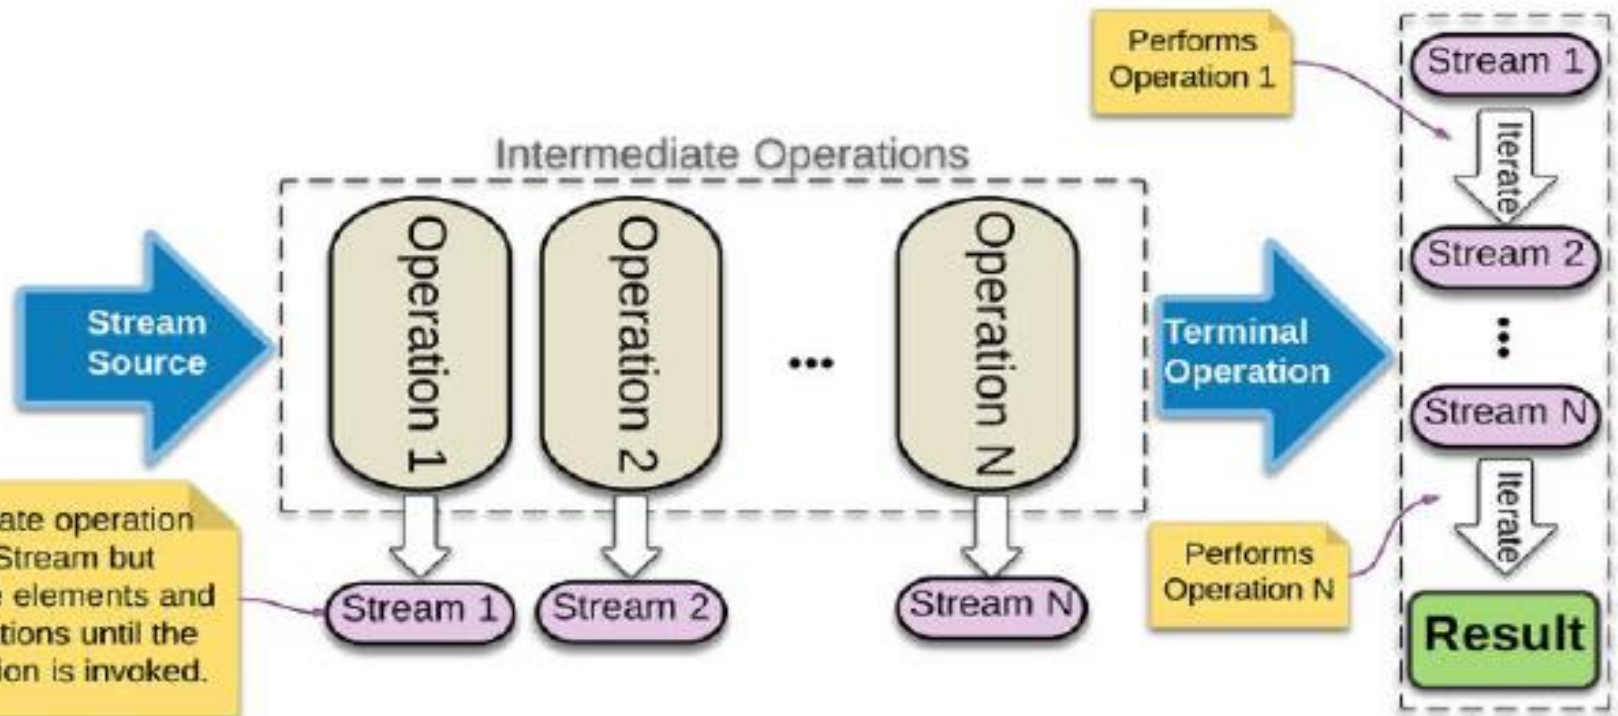 Performs
Operation 1
Stream 1
Iterate
Intermediate Operations
Stream
Source
Operation 1
Operation 2
...
Operation N
Terminal
Operation
Stream 2
...
Stream N
Iterate
Performs
Operation N
Result
ate operation
Stream but
elements and
tions until the
ion is invoked.
Stream 1
Stream 2
Stream N